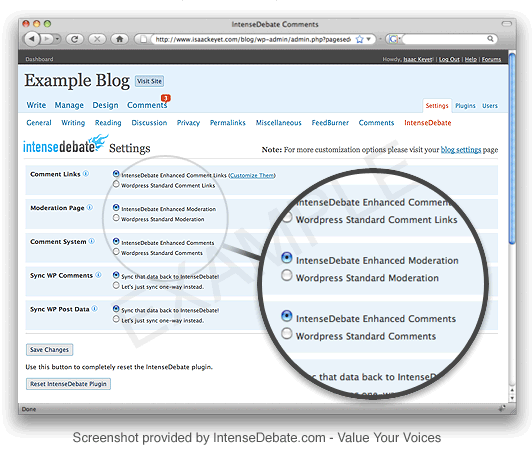 IntenseDebate Comments
http://www.isaackeyet.com/blog/wp-admin/admin.php?pagesed
Google
Dashboard
Howdy, Isaac Keyet! | Log Out | Help | Forums
Example Blog Visit Site
Write Manage Design Comments 3 Settings Plugins Users
General Writing Reading Discussion Privacy Permalinks Miscellaneous FeedBurner Comments IntenseDebate
intensedebate Settings
Note: For more customization options please visit your blog settings page
Comment Links
IntenseDebate Enhanced Comment Links (Customize Them)
Wordpress Standard Comment Links
Moderation Page
IntenseDebate Enhanced Moderation
Wordpress Standard Moderation
Comment System
IntenseDebate Enhanced Comments
Wordpress Standard Comments
Sync WP Comments
Sync that data back to IntenseDebate!
Let's just sync one-way instead.
Sync WP Post Data
Sync that data back to IntenseDebate!
Let's just sync one-way instead.
Save Changes
Use this button to completely reset the IntenseDebate plugin.
Reset IntenseDebate Plugin
Done
EXAMPLE
IntenseDebate Enhanced Comme
Wordpress Standard Comment Links
IntenseDebate Enhanced Moderation
Wordpress Standard Moderation
IntenseDebate Enhanced Comments
Wordpress Standard Comments
Sync that data back to IntenseD
Screenshot provided by IntenseDebate.com - Value Your Voices